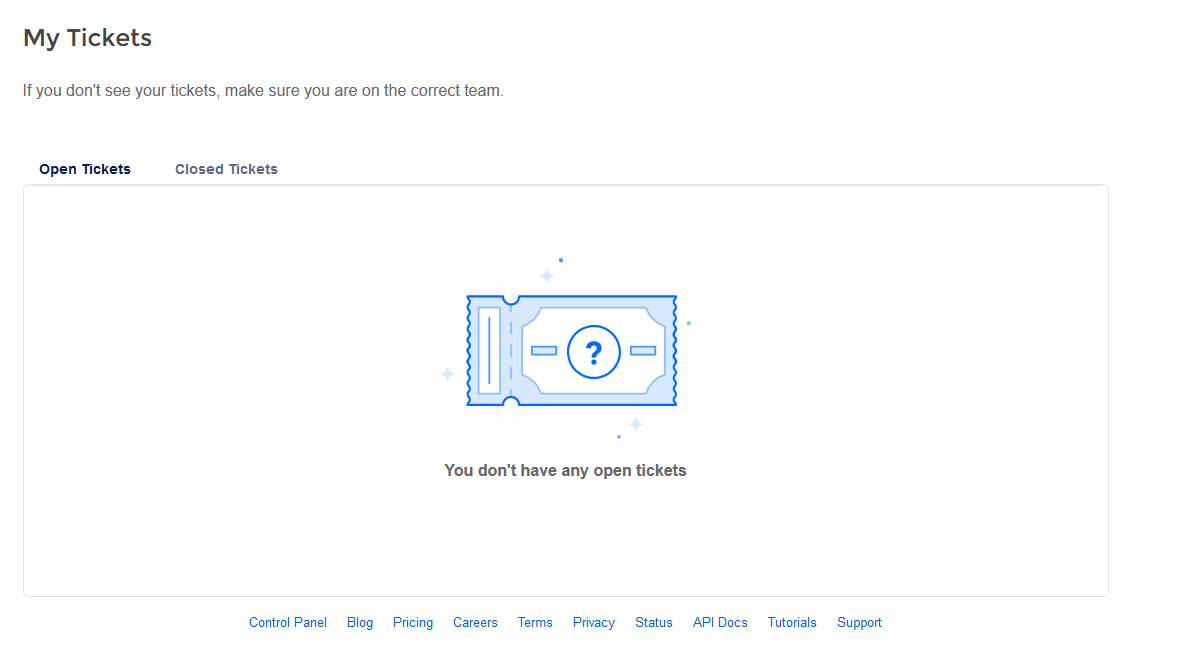 My Tickets
If you don't see your tickets, make sure you are on the correct team.
Open Tickets Closed Tickets
?
You don't have any open tickets
Control Panel Blog Pricing Careers Terms Privacy Status API Docs Tutorials Support